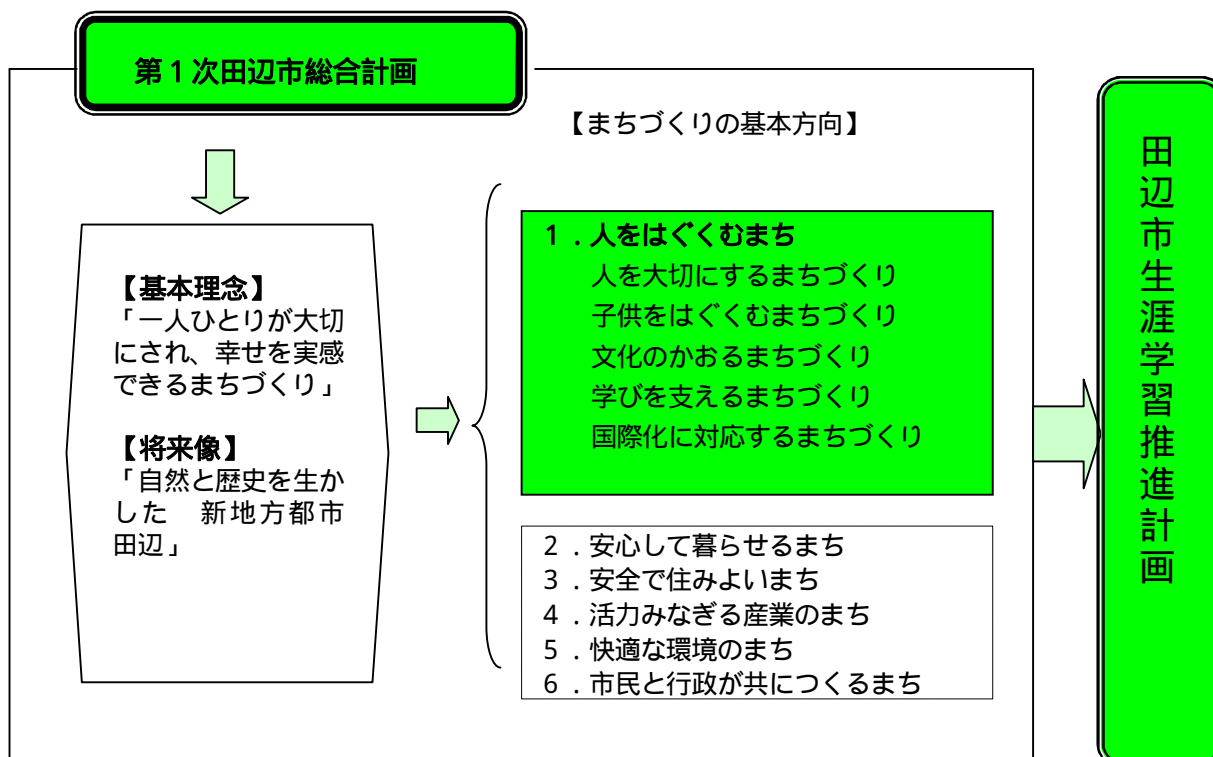 第1次田辺市総合計画
【まちづくりの基本方向】
【基本理念】
「一人ひとりが大切
にされ、幸せを実感
できるまちづくり」
【将来像】
「自然と歴史を生か
した　新地方都市
田辺」
1．人をはぐくむまち
人を大切にするまちづくり
子供をはぐくむまちづくり
文化のかおるまちづくり
学びを支えるまちづくり
国際化に対応するまちづくり
2．安心して暮らせるまち
3．安全で住みよいまち
4．活力みなぎる産業のまち
5．快適な環境のまち
6．市民と行政が共につくるまち
田辺市生涯学習推進計画